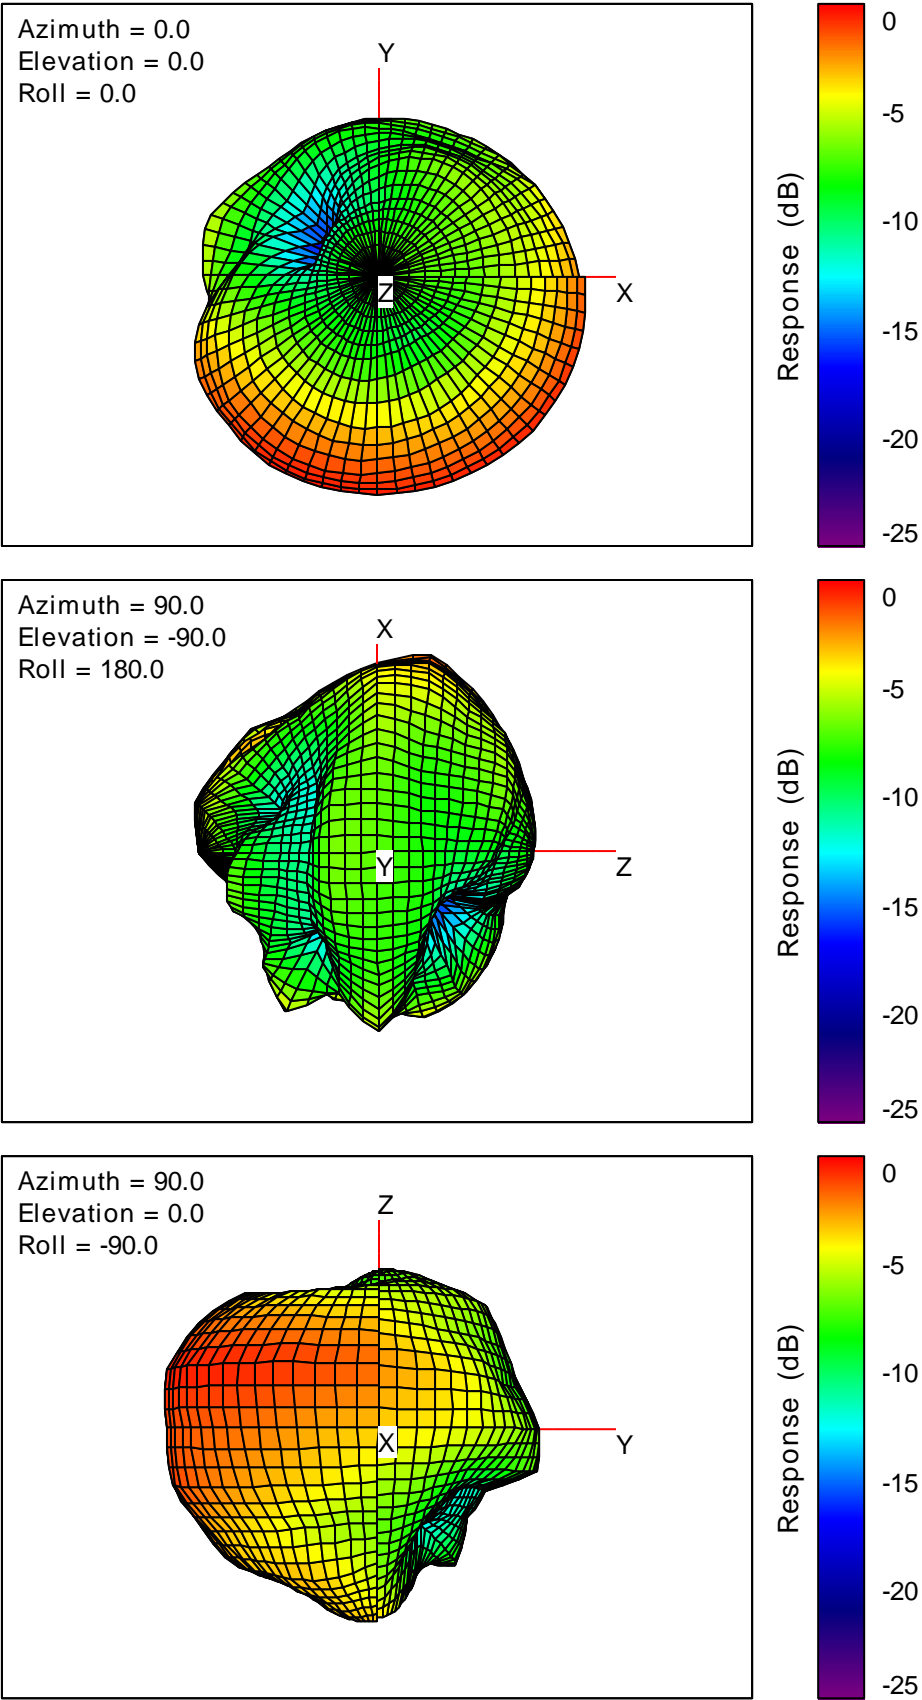 Azimuth = 0.0
Elevation = 0.0
Roll = 0.0
Y
X
Z
0
-5
-10
-15
-20
-25
Response (dB)
Azimuth = 90.0
Elevation = -90.0
Roll = 180.0
X
Y
Z
0
-5
-10
-15
-20
-25
Response (dB)
Azimuth = 90.0
Elevation = 0.0
Roll = -90.0
Z
X
Y
0
-5
-10
-15
-20
-25
Response (dB)